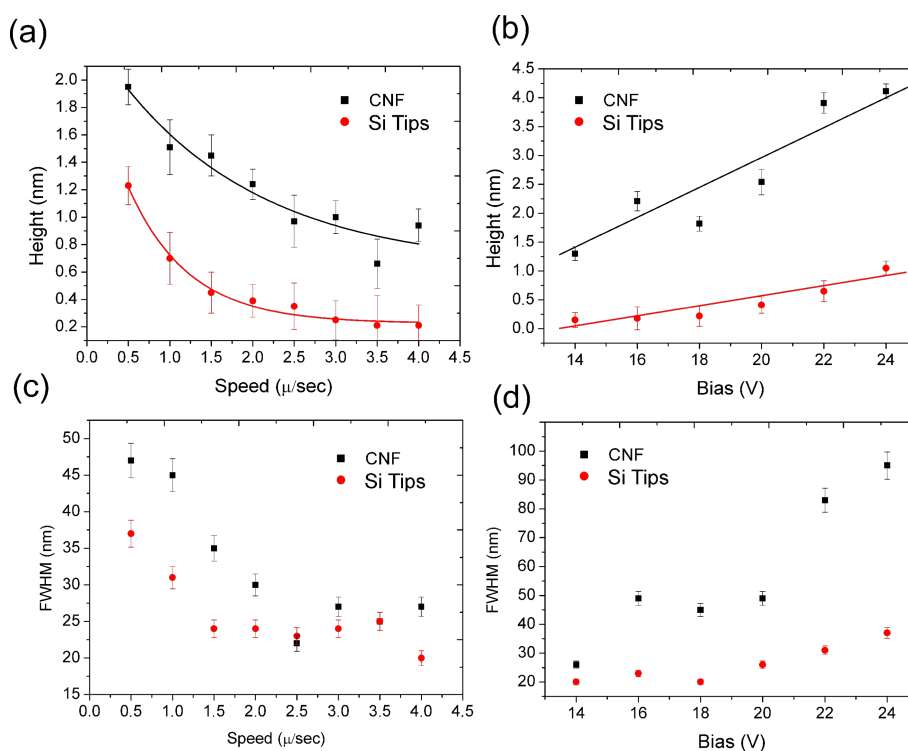 (a)
2.0
1.8
1.6
1.4
1.2
1.0
0.8
0.6
0.4
0.2
Height (nm)
CNF
Si Tips
0.0 0.5 1.0 1.5 2.0 2.5 3.0 3.5 4.0 4.5
Speed (μ/sec)
(b)
4.5
4.0
3.5
3.0
2.5
2.0
1.5
1.0
0.5
0.0
Height (nm)
CNF
Si Tips
14 16 18 20 22 24
Bias (V)
(c)
50
45
40
35
30
25
20
15
FWHM (nm)
CNF
Si Tips
0.0 0.5 1.0 1.5 2.0 2.5 3.0 3.5 4.0 4.5
Speed (μ/sec)
(d)
100
90
80
70
60
50
40
30
20
FWHM (nm)
CNF
Si Tips
14 16 18 20 22 24
Bias (V)